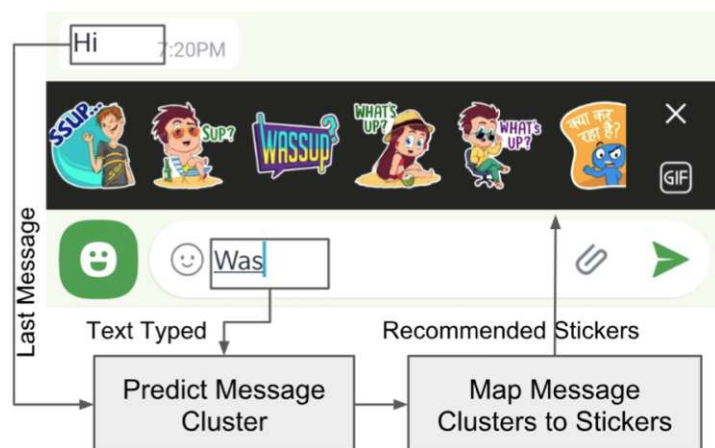 Hi
7:20PM
SSUP...
SUP?
WASSUP?
WHAT'S
UP?
WHAT'S
UP?
क्या कर
रहा है?
GIF
Was
Last Message
Text Typed
Recommended Stickers
Predict Message
Cluster
Map Message
Clusters to Stickers